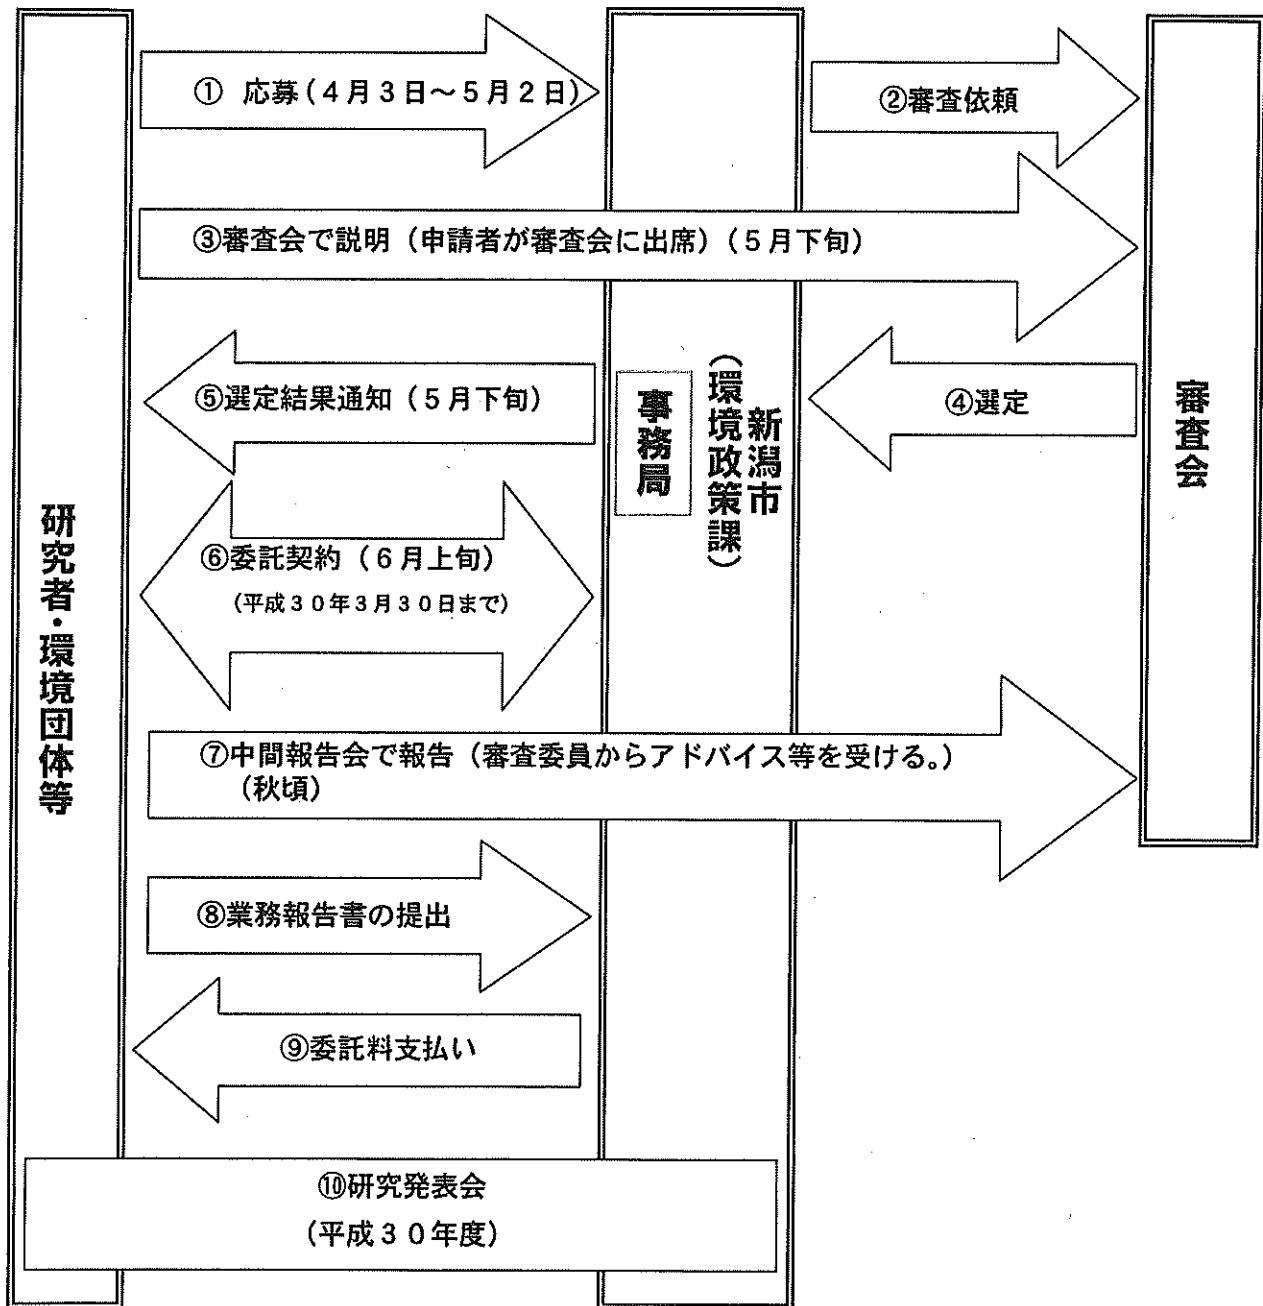 ① 応募(4月3日～5月2日)
②審査依頼
③審査会で説明(申請者が審査会に出席)(5月下旬)
④選定
⑤選定結果通知(5月下旬)
⑥委託契約(6月上旬)
(平成30年3月30日まで)
⑦中間報告会で報告(審査委員からアドバイス等を受ける。)
(秋頃)
⑧業務報告書の提出
⑨委託料支払い
⑩研究発表会
(平成30年度)
研究者・環境団体等
新潟市
(環境政策課)
事務局
審査会